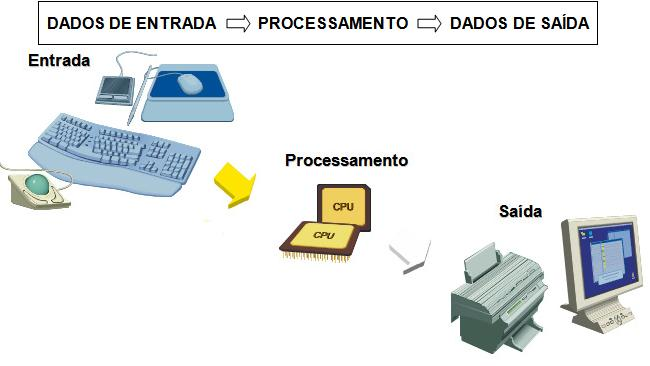 DADOS DE ENTRADA ⇨ PROCESSAMENTO ⇨ DADOS DE SAÍDA
Entrada
Processamento
CPU
CPU
Saída